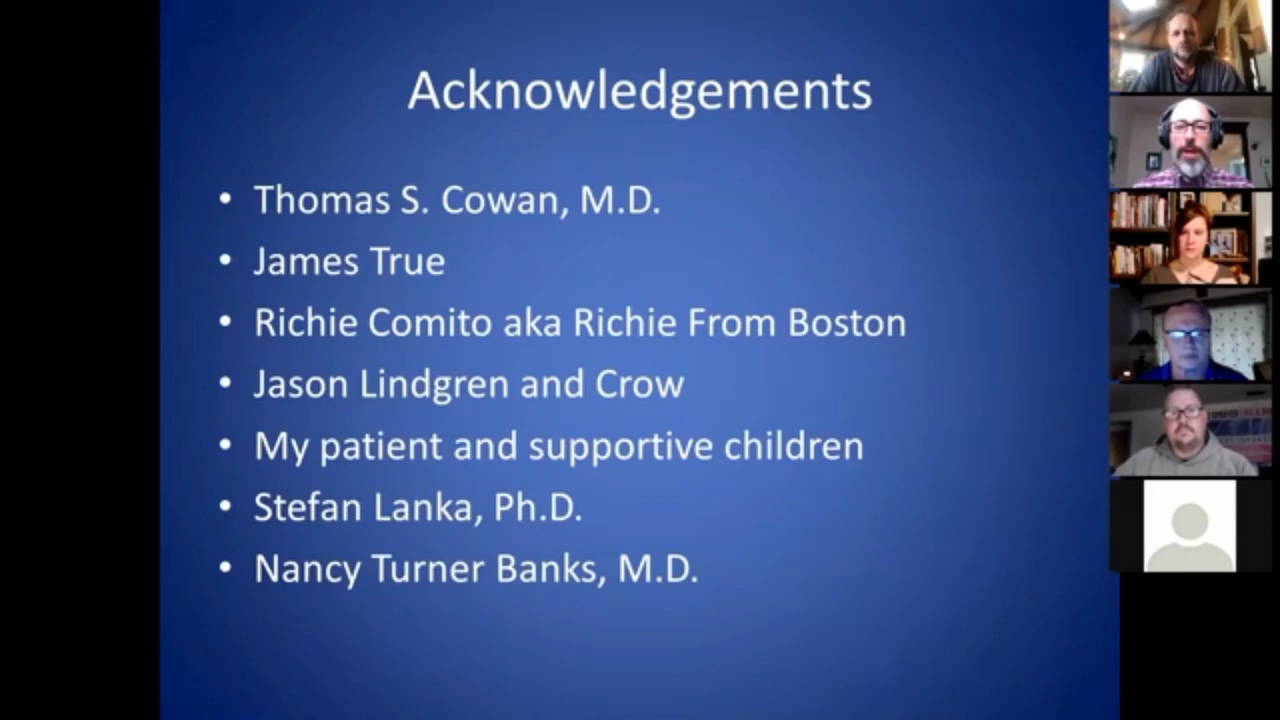 Acknowledgements
• Thomas S. Cowan, M.D.
• James True
• Richie Comito aka Richie From Boston
• Jason Lindgren and Crow
• My patient and supportive children
• Stefan Lanka, Ph.D.
• Nancy Turner Banks, M.D.